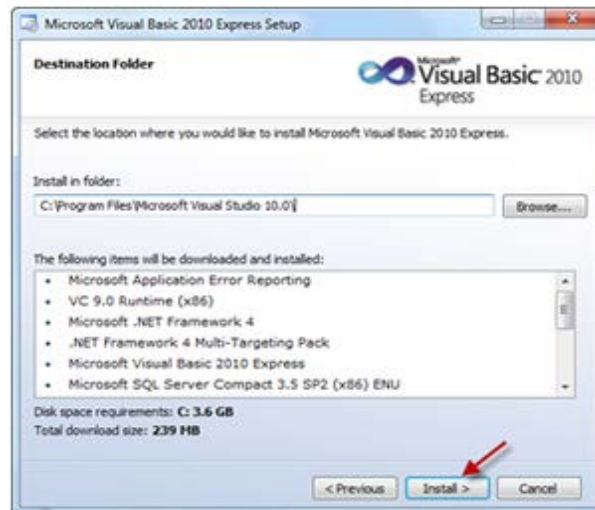 Microsoft Visual Basic 2010 Express Setup
Destination Folder
Microsoft®
Visual Basic® 2010
Express
Select the location where you would like to install Microsoft Visual Basic 2010 Express.
Install in folder:
C:\Program Files\Microsoft Visual Studio 10.0\
Browse....
The following items will be downloaded and installed:
• Microsoft Application Error Reporting
• VC 9.0 Runtime (x86)
• Microsoft .NET Framework 4
• .NET Framework 4 Multi-Targeting Pack
• Microsoft Visual Basic 2010 Express
• Microsoft SQL Server Compact 3.5 SP2 (x86) ENU
Disk space requirements: C: 3.6 GB
Total download size: 239 MB
< Previous Install > Cancel